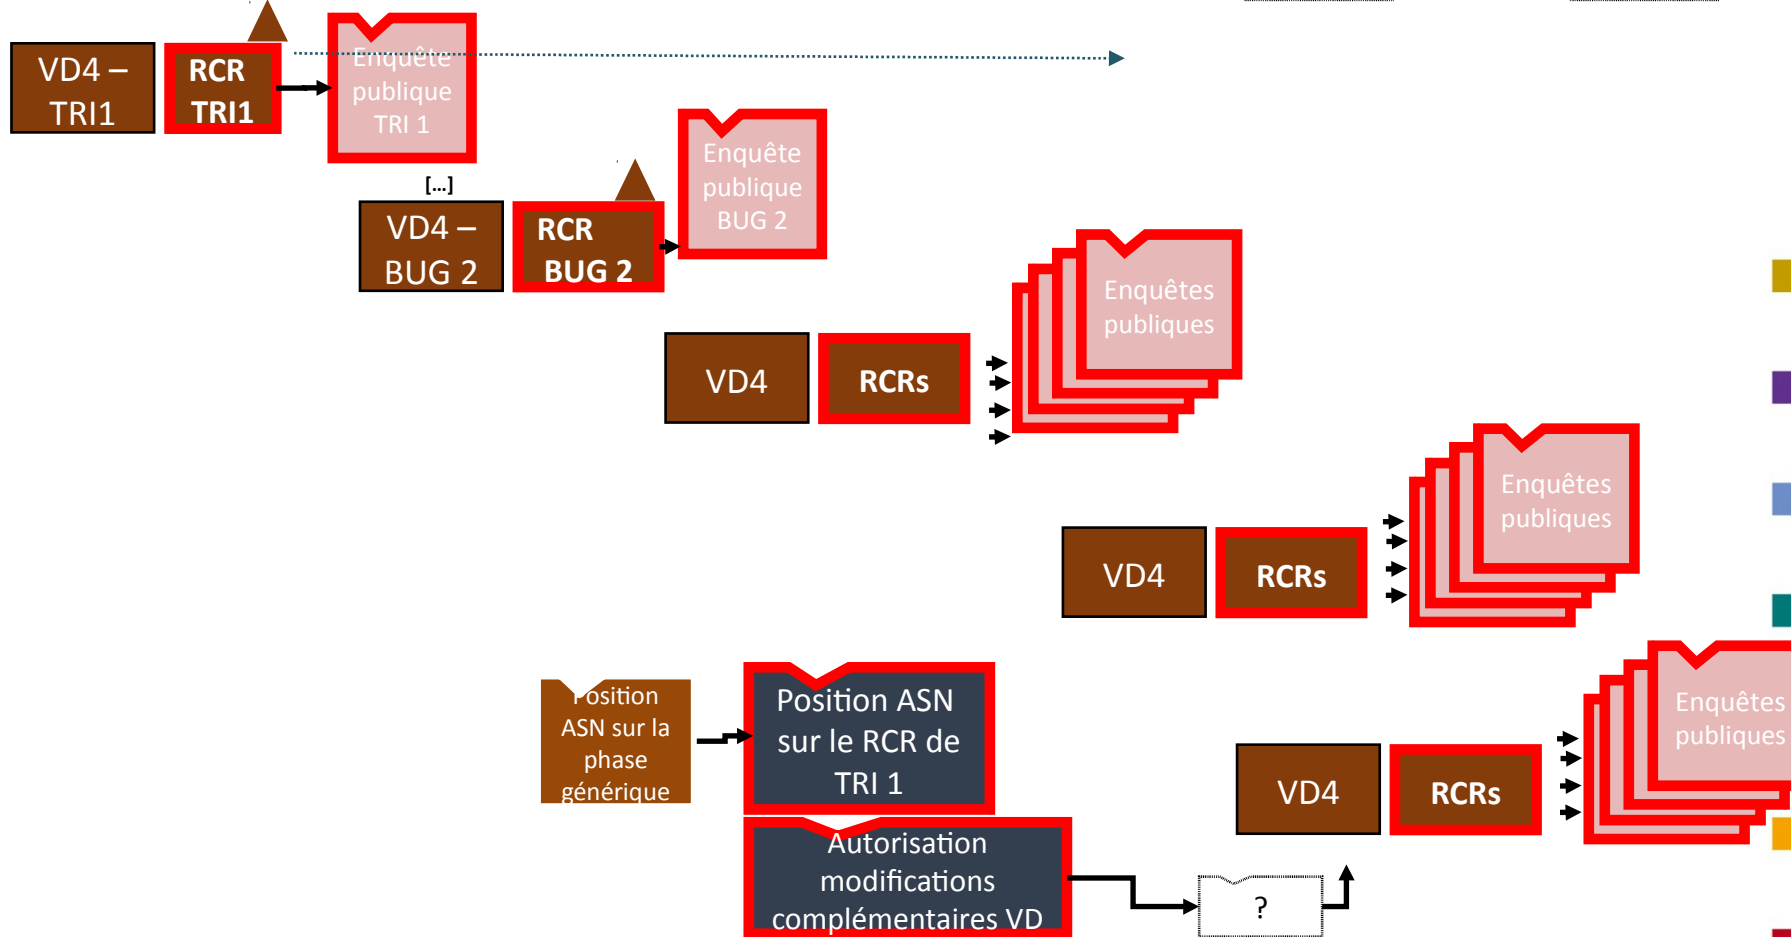 VD4 –
TRI1
RCR
TRI1
Enquête
publique
TRI 1
[…]
VD4 –
BUG 2
RCR
BUG 2
Enquête
publique
BUG 2
VD4
RCRs
Enquêtes
publiques
VD4
RCRs
Enquêtes
publiques
Position
ASN sur la
phase
générique
Position ASN
sur le RCR de
TRI 1
VD4
RCRs
Enquêtes
publiques
Autorisation
modifications
complémentaires VD
?